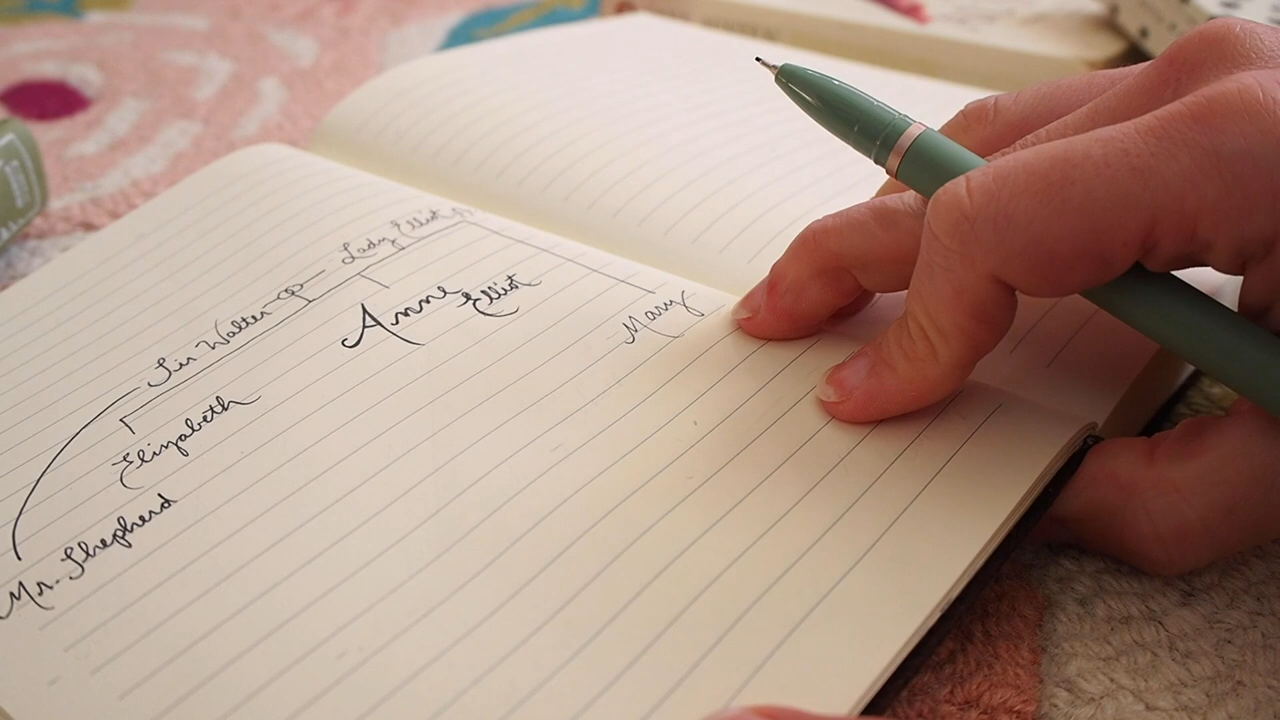 Sir Walter Lady Elliot
Anne Elliot
Mary
Elizabeth
Mr. Shepherd